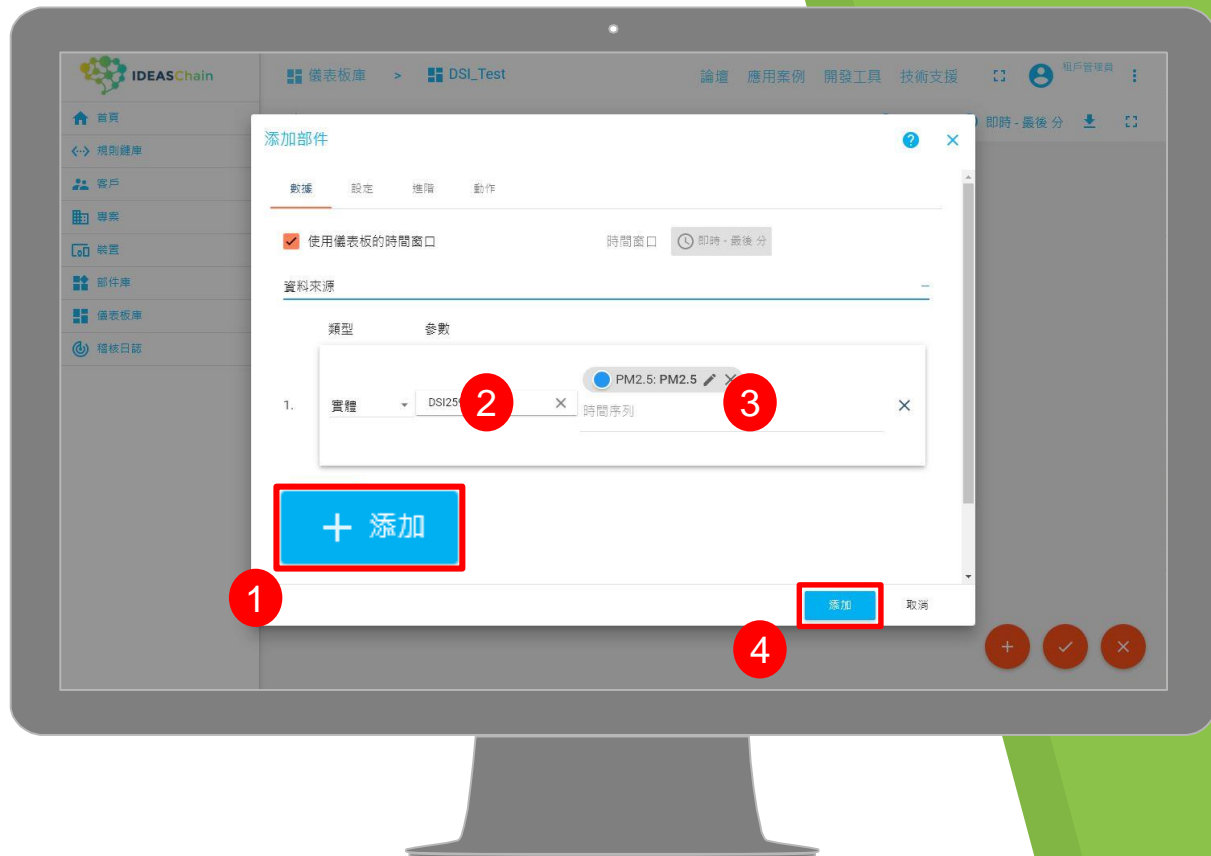 IDEASChain
儀表板庫 > DSI_Test
論壇 應用案例 開發工具 技術支援
租戶管理員
首頁
規則鏈庫
客戶
專案
裝置
部件庫
儀表板庫
稽核日誌
即時 - 最後 分
添加部件
數據 設定 進階 動作
使用儀表板的時間窗口
時間窗口 即時 - 最後 分
資料來源
類型 參數
PM2.5: PM2.5
1. 實體 2 3
時間序列
+ 添加
1
添加 取消
4